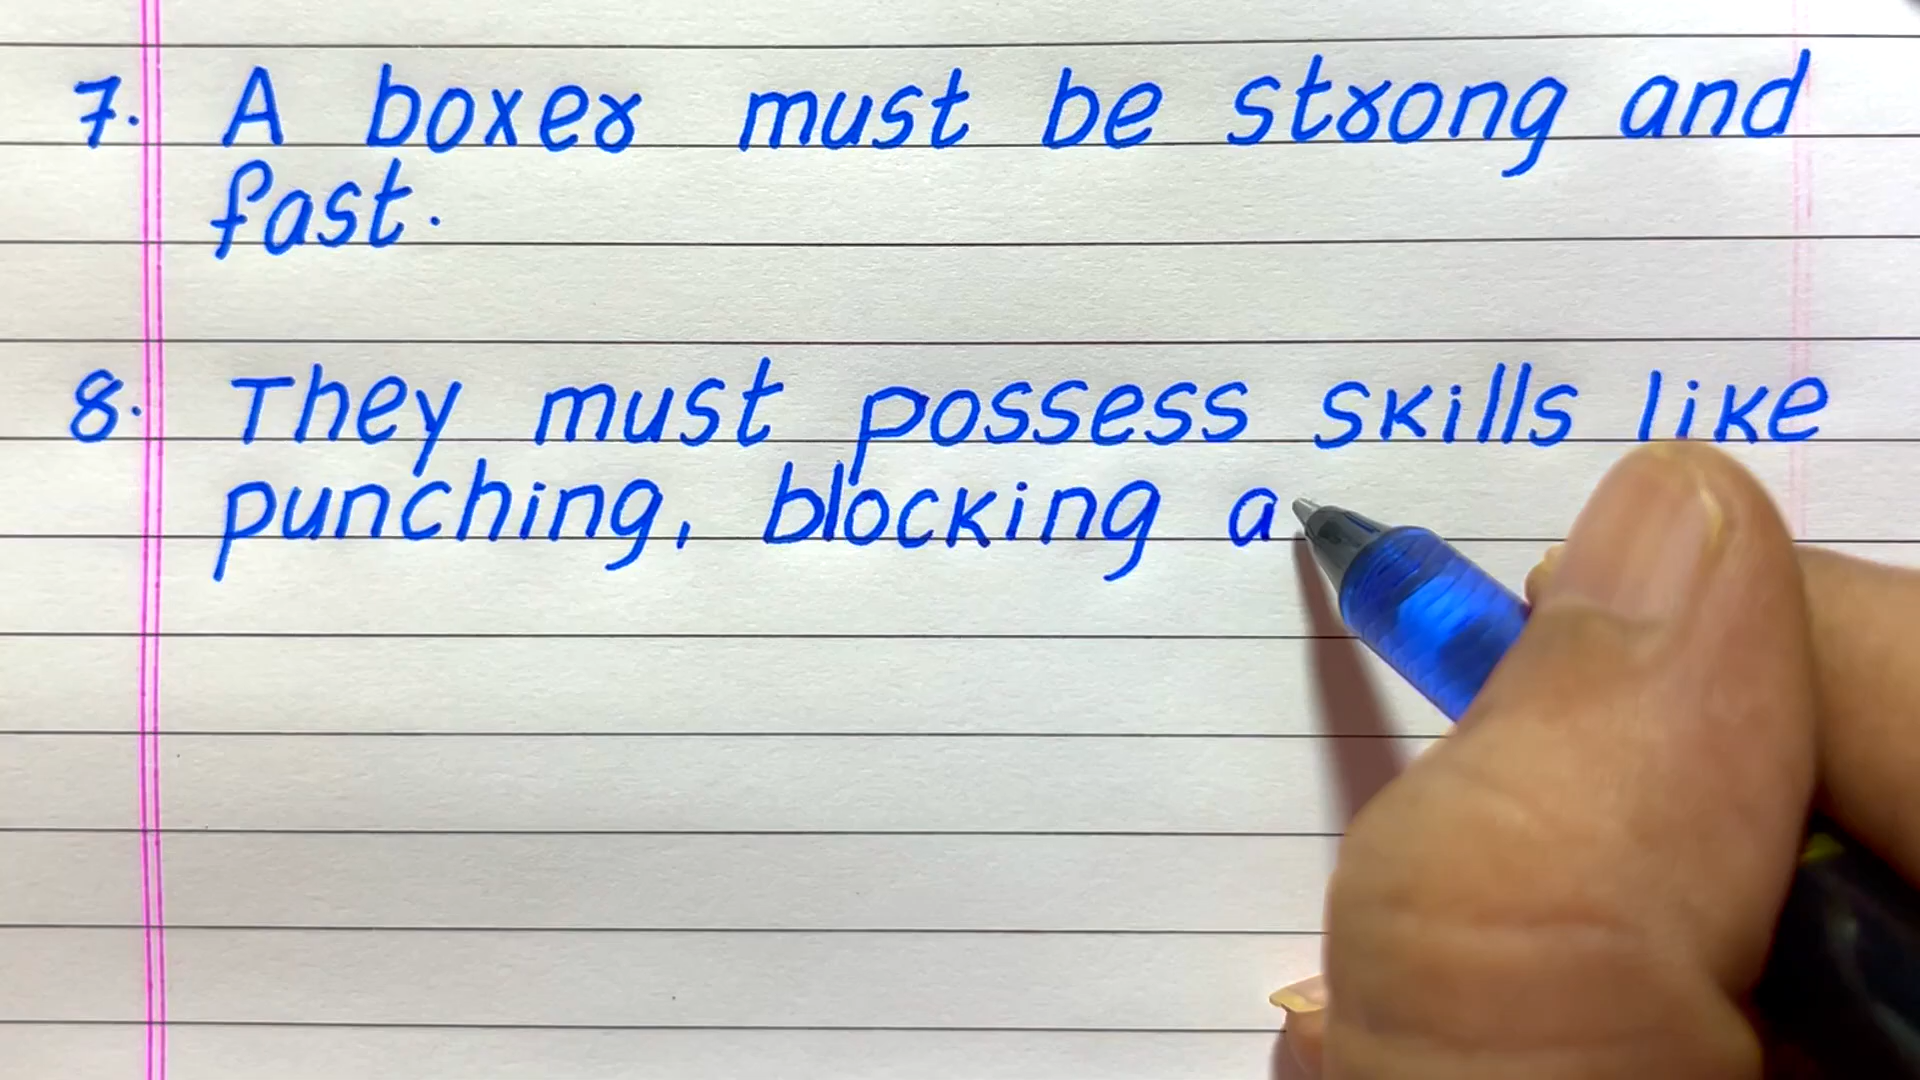 7. A boxer must be strong and
fast.
8. They must possess skills like
punching, blocking a